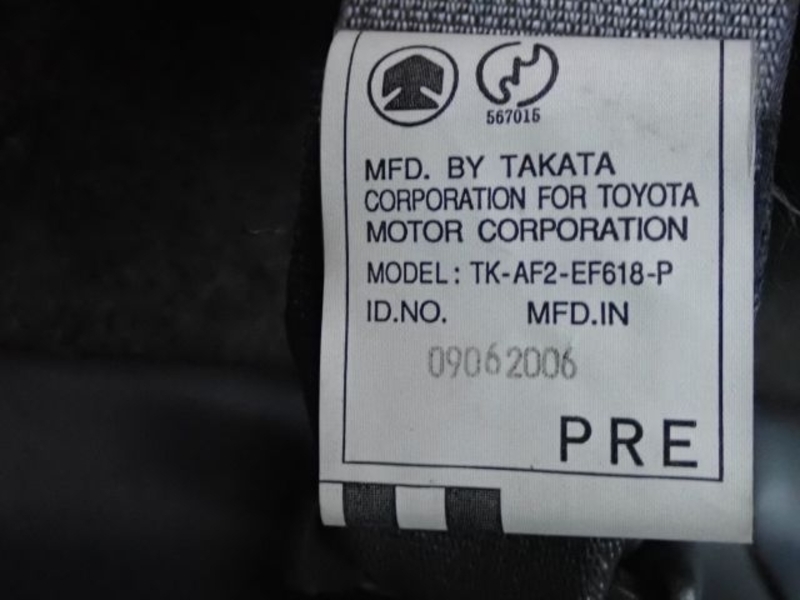 567015
MFD. BY TAKATA
CORPORATION FOR TOYOTA
MOTOR CORPORATION
MODEL: TK-AF2-EF618-P
ID.NO. MFD.IN
09062006
PRE